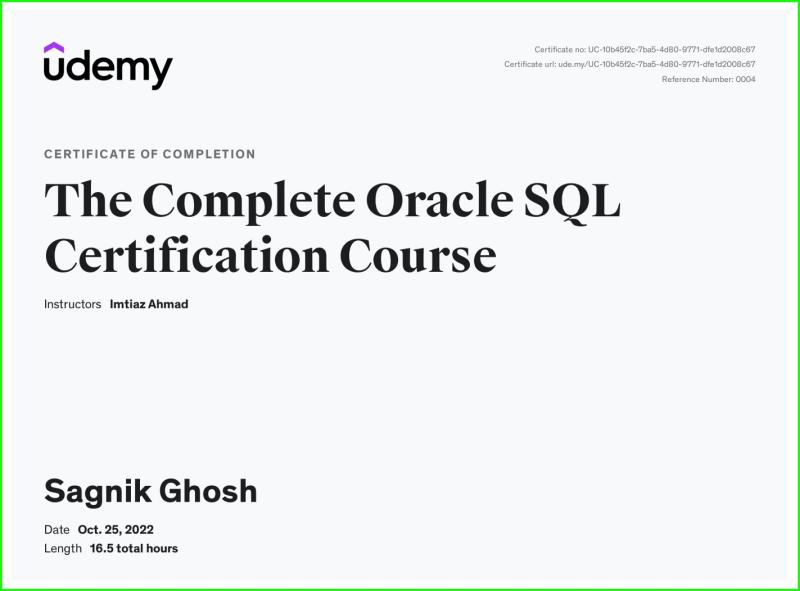 udemy
Certificate no: UC-10b45f2c-7ba5-4d80-9771-dfe1d2008c67
Certificate url: ude.my/UC-10b45f2c-7ba5-4d80-9771-dfe1d2008c67
Reference Number: 0004
CERTIFICATE OF COMPLETION
The Complete Oracle SQL
Certification Course
Instructors Imtiaz Ahmad
Sagnik Ghosh
Date Oct. 25, 2022
Length 16.5 total hours